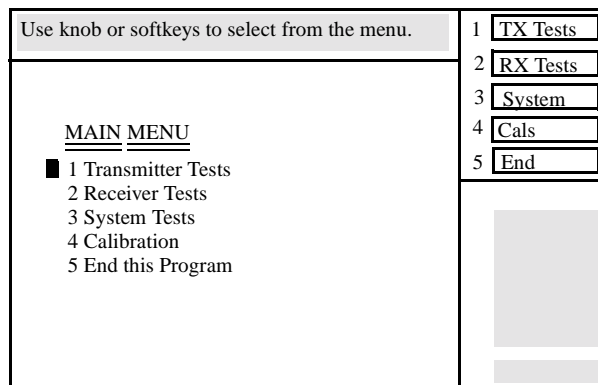 Use knob or softkeys to select from the menu.
MAIN MENU
1 Transmitter Tests
2 Receiver Tests
3 System Tests
4 Calibration
5 End this Program
1 TX Tests
2 RX Tests
3 System
4 Cals
5 End